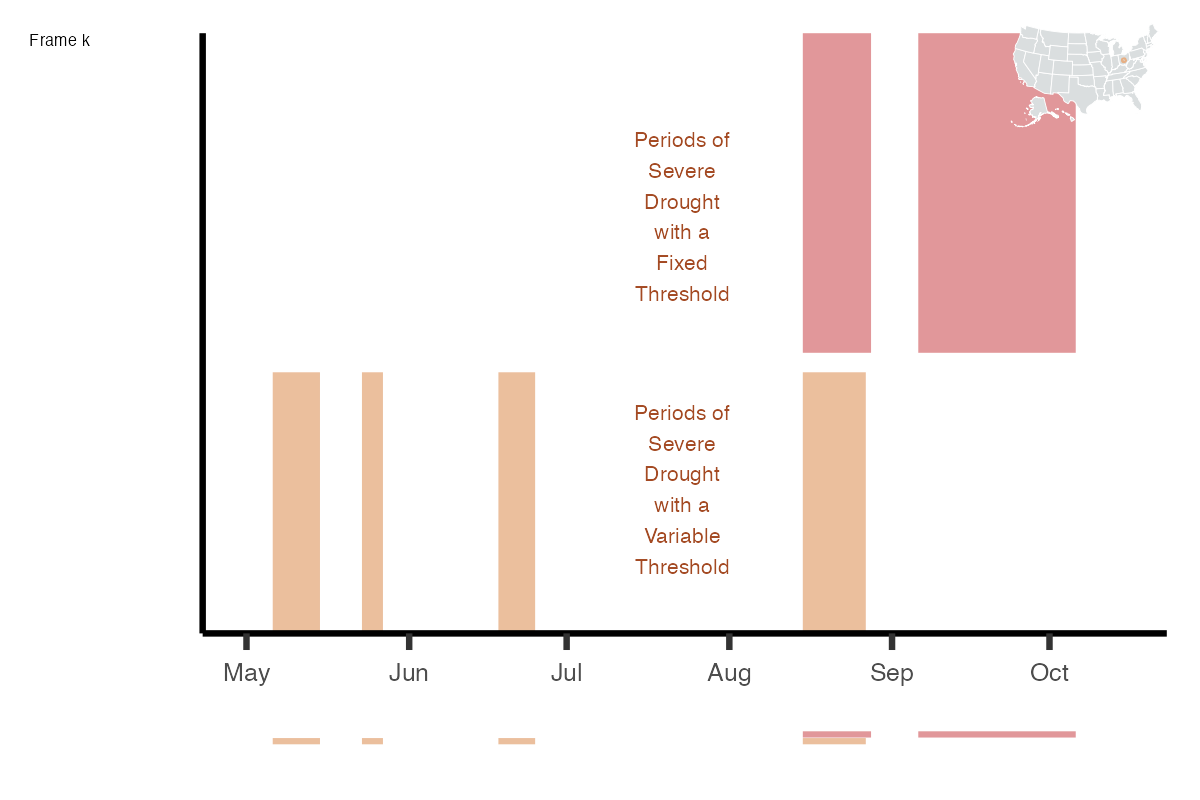 Frame k
Periods of
Severe
Drought
with a
Fixed
Threshold
Periods of
Severe
Drought
with a
Variable
Threshold
May Jun Jul Aug Sep Oct